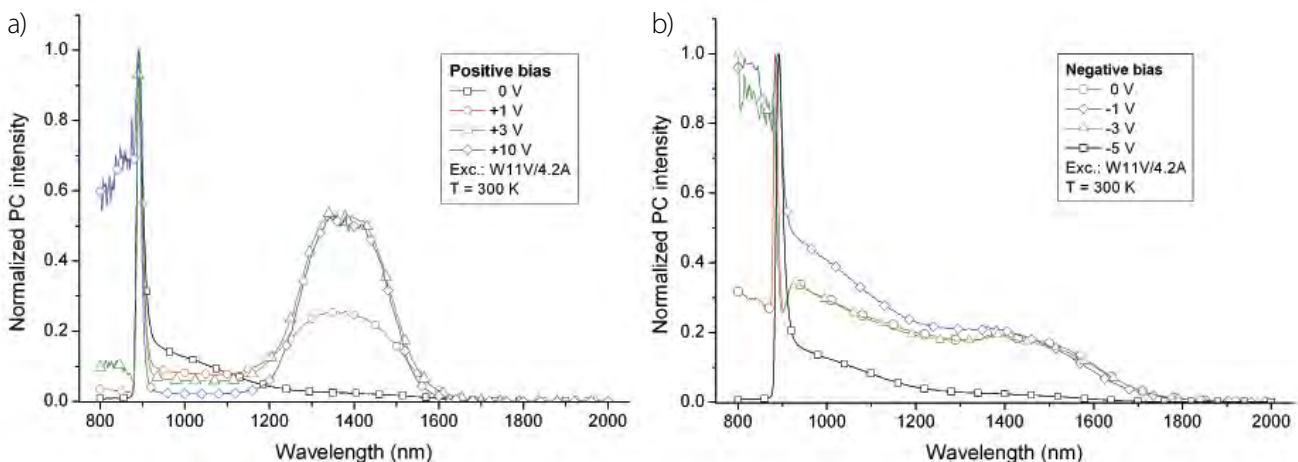 a)
Normalized PC intensity
1.0
0.8
0.6
0.4
0.2
0.0
Positive bias
0 V
+1 V
+3 V
+10 V
Exc.: W11V/4.2A
T = 300 K
800 1000 1200 1400 1600 1800 2000
Wavelength (nm)
b)
Normalized PC intensity
1.0
0.8
0.6
0.4
0.2
0.0
Negative bias
0 V
-1 V
-3 V
-5 V
Exc.: W11V/4.2A
T = 300 K
800 1000 1200 1400 1600 1800 2000
Wavelength (nm)